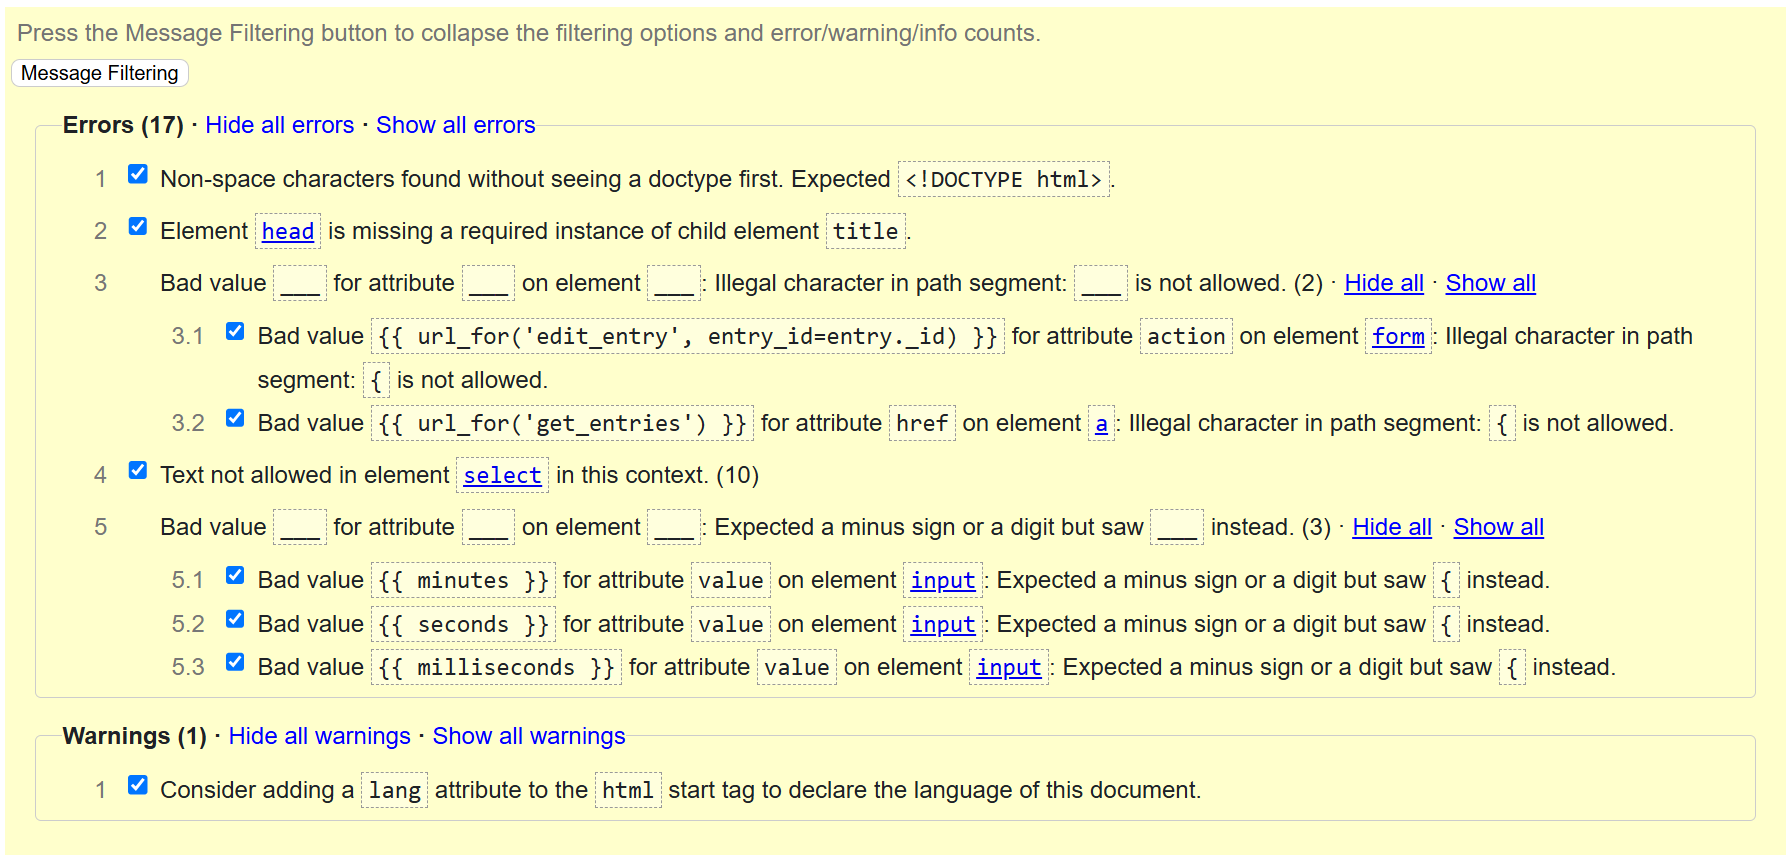 Press the Message Filtering button to collapse the filtering options and error/warning/info counts.
Message Filtering
Errors (17) · Hide all errors · Show all errors
1 Non-space characters found without seeing a doctype first. Expected <!DOCTYPE html>.
2 Element head is missing a required instance of child element title.
3 Bad value ___ for attribute ___ on element ___: Illegal character in path segment: ___ is not allowed. (2) · Hide all · Show all
3.1 Bad value {{ url_for('edit_entry', entry_id=entry._id) }} for attribute action on element form: Illegal character in path
segment: { is not allowed.
3.2 Bad value {{ url_for('get_entries') }} for attribute href on element a: Illegal character in path segment: { is not allowed.
4 Text not allowed in element select in this context. (10)
5 Bad value ___ for attribute ___ on element ___: Expected a minus sign or a digit but saw ___ instead. (3) · Hide all · Show all
5.1 Bad value {{ minutes }} for attribute value on element input: Expected a minus sign or a digit but saw { instead.
5.2 Bad value {{ seconds }} for attribute value on element input: Expected a minus sign or a digit but saw { instead.
5.3 Bad value {{ milliseconds }} for attribute value on element input: Expected a minus sign or a digit but saw { instead.
Warnings (1) · Hide all warnings · Show all warnings
1 Consider adding a lang attribute to the html start tag to declare the language of this document.